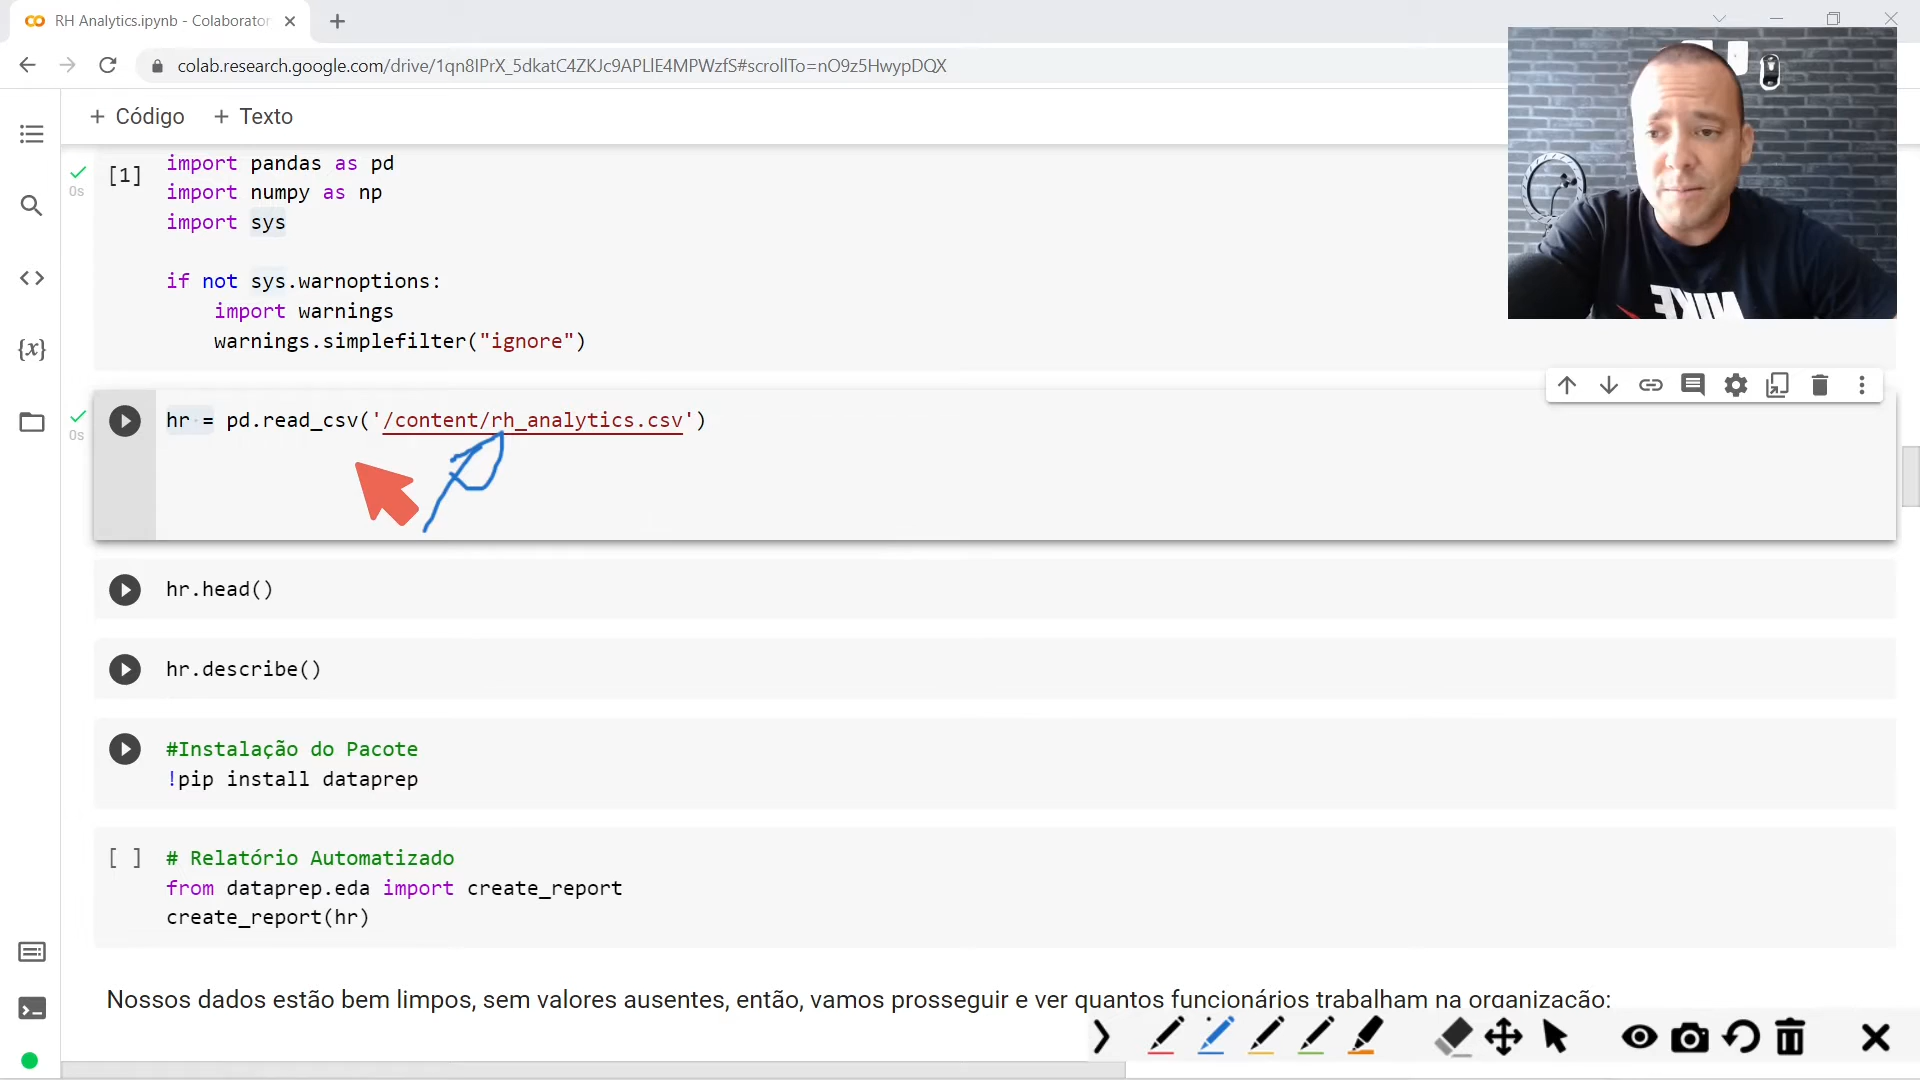 RH Analytics.ipynb - Colaborator
colab.research.google.com/drive/1qn8IPrX_5dkatC4ZKJc9APLlE4MPWzfS#scrollTo=nO9z5HwypDQX
+ Código + Texto
0s
[1]
import pandas as pd
import numpy as np
import sys
if not sys.warnoptions:
import warnings
warnings.simplefilter("ignore")
0s
hr = pd.read_csv('/content/rh_analytics.csv')
hr.head()
hr.describe()
#Instalação do Pacote
!pip install dataprep
[ ]
# Relatório Automatizado
from dataprep.eda import create_report
create_report(hr)
Nossos dados estão bem limpos, sem valores ausentes, então, vamos prosseguir e ver quantos funcionários trabalham na organização:
NIKE